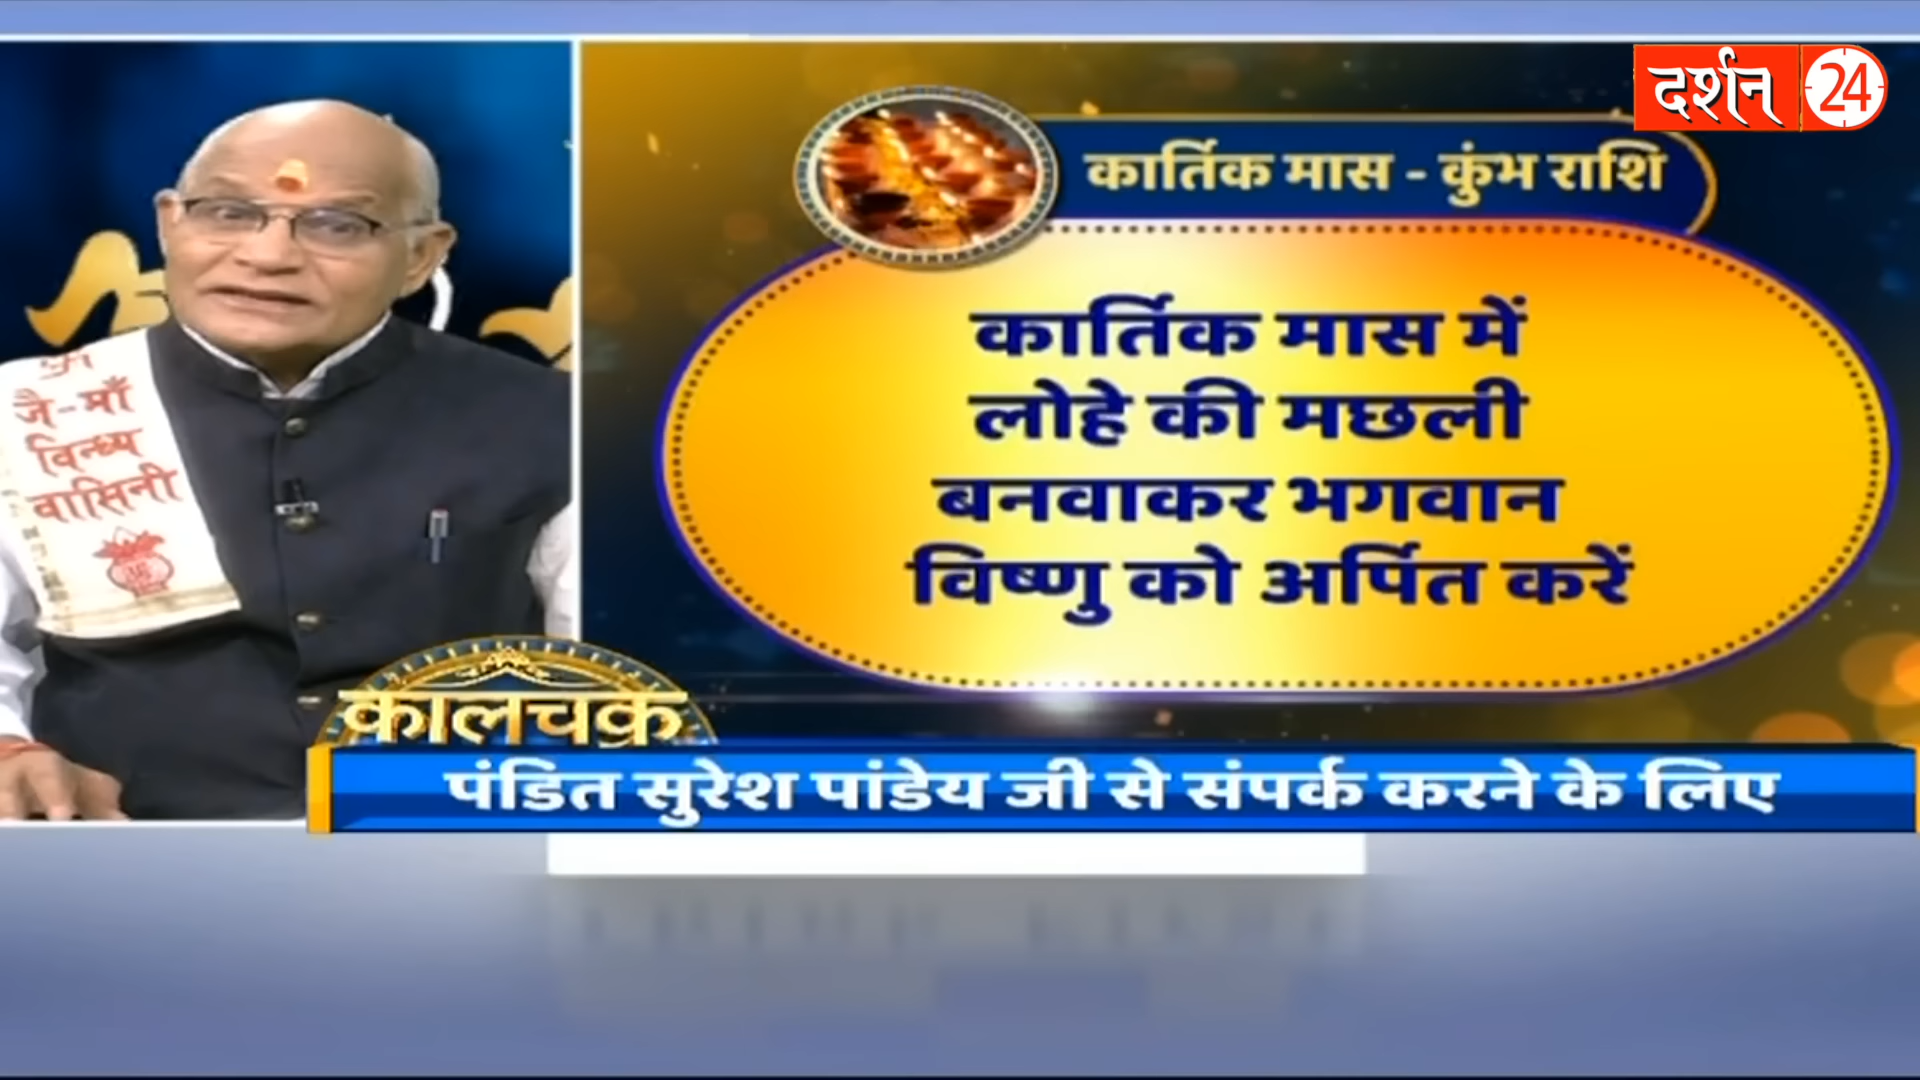 दर्शन 24
कार्तिक मास - कुंभ राशि
कार्तिक मास में
लोहे की मछली
बनवाकर भगवान
विष्णु को अर्पित करें
जै-माँ
विन्ध्य
वासिनी
कालचक्र
पंडित सुरेश पांडेय जी से संपर्क करने के लिए